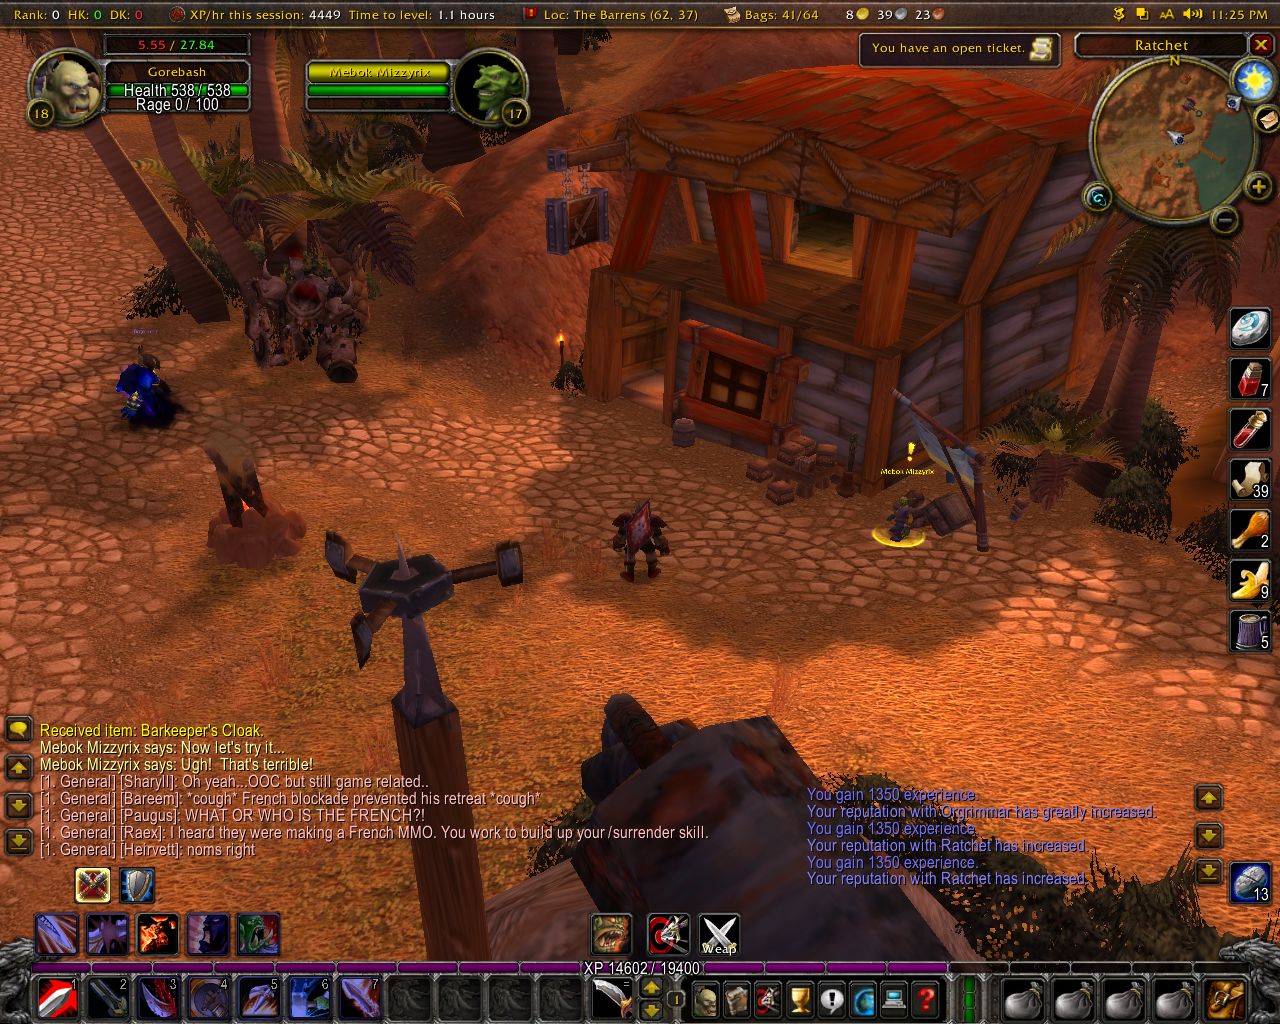 Rank: 0 HK: 0 DK: 0 XP/hr this session: 4449 Time to level: 1.1 hours Loc: The Barrens (62, 37) Bags: 41/64 8 39 23 AA 11:25 PM
5.55 / 27.84
You have an open ticket.
Ratchet
N
Gorebash
Mebok Mizzyrix
Health 538 / 538
Rage 0 / 100
18
17
7
39
2
9
5
Mebok Mizzyrix
Received item: Barkeeper's Cloak.
Mebok Mizzyrix says: Now let's try it...
Mebok Mizzyrix says: Ugh!  That's terrible!
[1. General] [Sharyll]: Oh yeah...OOC but still game related..
[1. General] [Bareem]: *cough* French blockade prevented his retreat *cough*
[1. General] [Paugus]: WHAT OR WHO IS THE FRENCH?!
[1. General] [Raex]: I heard they were making a French MMO. You work to build up your /surrender skill.
[1. General] [Heirvett]: noms right
You gain 1350 experience.
Your reputation with Orgrimmar has greatly increased.
You gain 1350 experience.
Your reputation with Ratchet has increased.
You gain 1350 experience.
Your reputation with Ratchet has increased.
13
Weap
XP 14602 / 19400
1 2 3 4 5 6 7 = 1